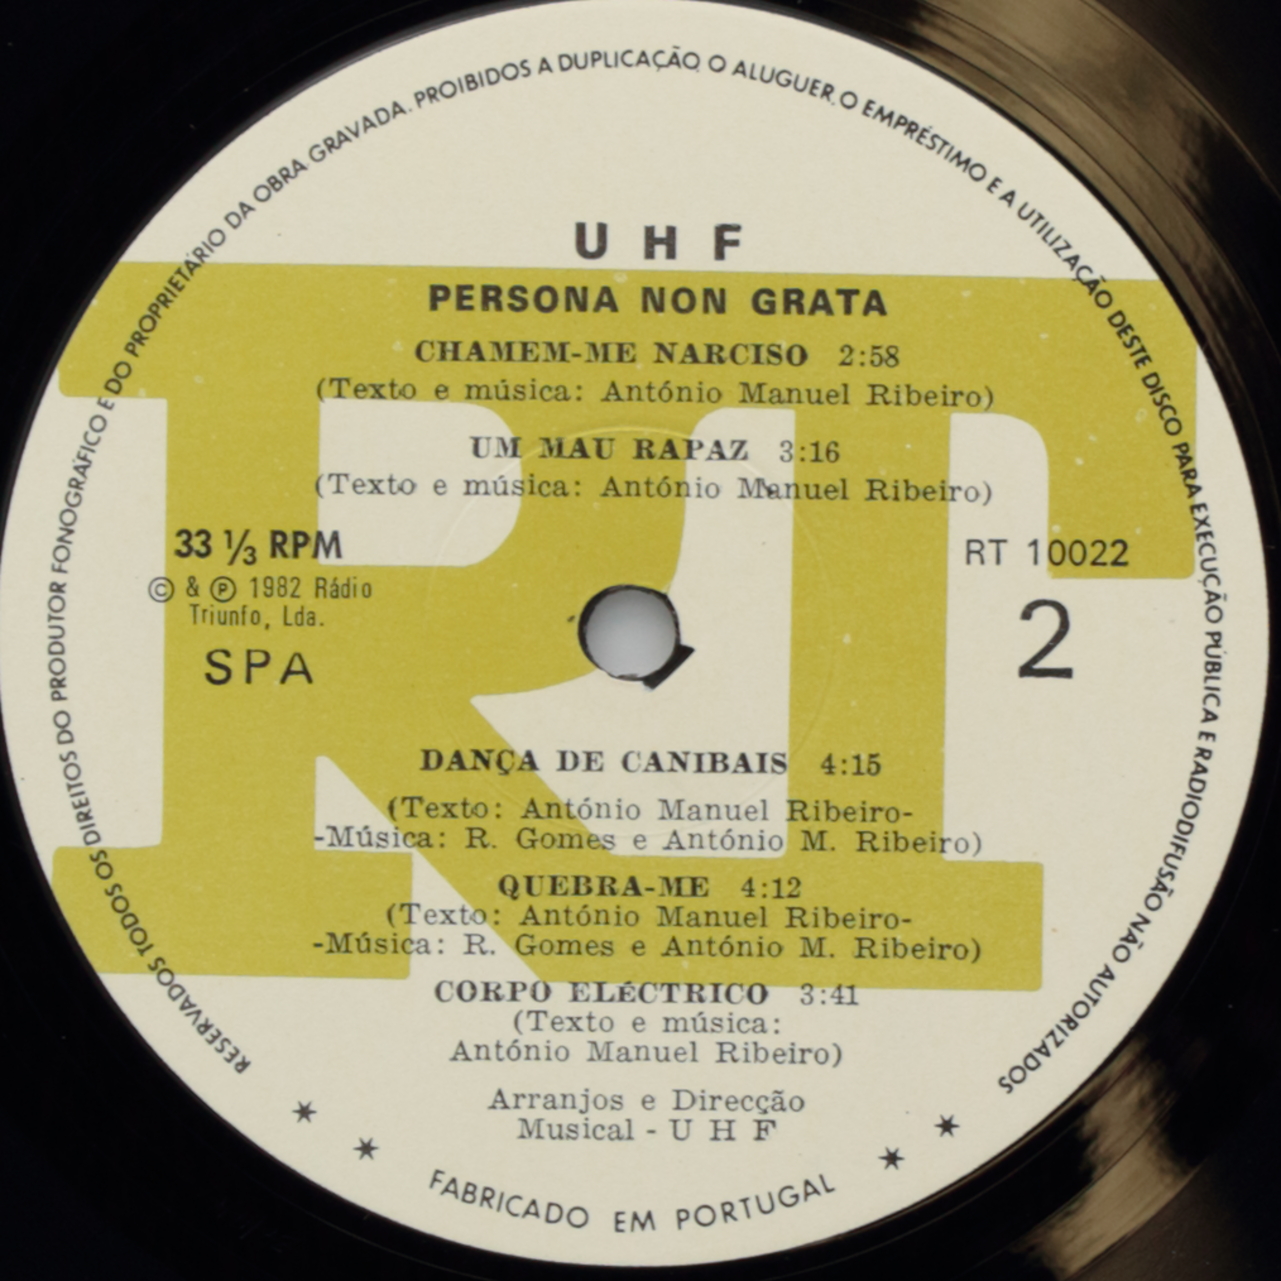 RESERVADOS TODOS OS DIREITOS DO PRODUTOR FONOGRÁFICO E DO PROPRIETÁRIO DA OBRA GRAVADA. PROIBIDOS A DUPLICAÇÃO O ALUGUER, O EMPRÉSTIMO E A UTILIZAÇÃO DESTE DISCO PARA EXECUÇÃO PÚBLICA E RADIODIFUSÃO NÃO AUTORIZADOS
U H F
PERSONA NON GRATA
CHAMEM-ME NARCISO 2:58
(Texto e música: António Manuel Ribeiro)
UM MAU RAPAZ 3:16
(Texto e música: António Manuel Ribeiro)
33 ⅓ RPM
© & ℗ 1982 Rádio
Triunfo, Lda.
SPA
RT 10022
2
RT
DANÇA DE CANIBAIS 4:15
(Texto: António Manuel Ribeiro-
-Música: R. Gomes e António M. Ribeiro)
QUEBRA-ME 4:12
(Texto: António Manuel Ribeiro-
-Música: R. Gomes e António M. Ribeiro)
CORPO ELÉCTRICO 3:41
(Texto e música:
António Manuel Ribeiro)
Arranjos e Direcção
Musical - U H F
FABRICADO EM PORTUGAL